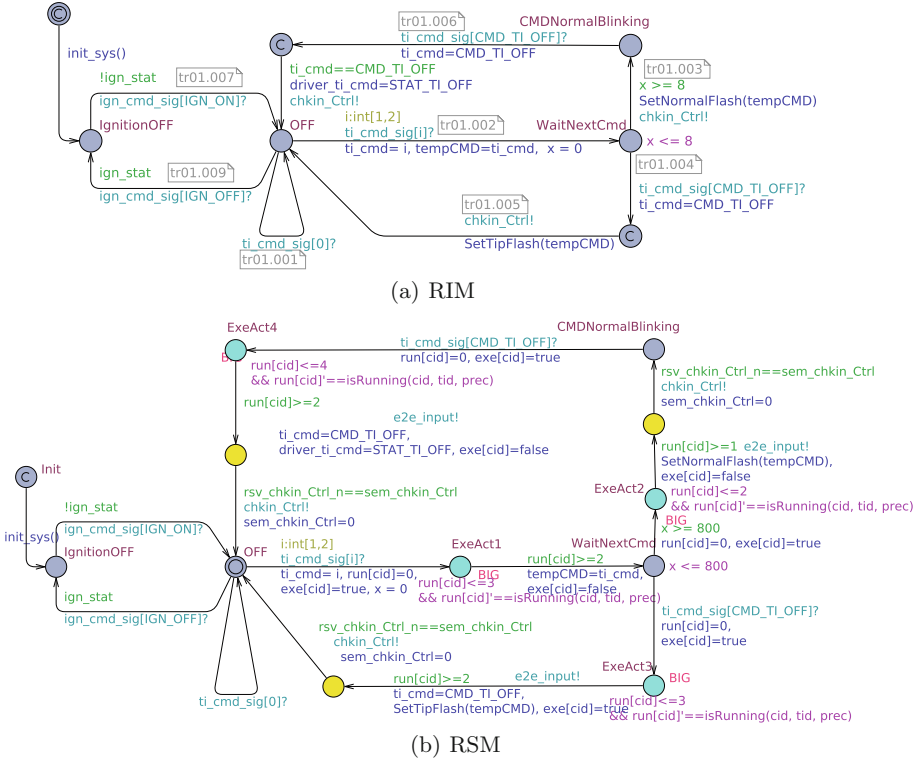 tr01.006
CMDNormalBlinking
ti_cmd_sig[CMD_TI_OFF]?
ti_cmd=CMD_TI_OFF
init_sys()
!ign_stat
tr01.007
ign_cmd_sig[IGN_ON]?
ti_cmd==CMD_TI_OFF
driver_ti_cmd=STAT_TI_OFF
chkin_Ctrl!
tr01.003
x >= 8
SetNormalFlash(tempCMD)
chkin_Ctrl!
IgnitionOFF
OFF
i:int[1,2]
ti_cmd_sig[i]?
tr01.002
ti_cmd= i, tempCMD=ti_cmd, x = 0
WaitNextCmd
x <= 8
tr01.004
ign_stat
tr01.009
ign_cmd_sig[IGN_OFF]?
ti_cmd_sig[CMD_TI_OFF]?
ti_cmd=CMD_TI_OFF
tr01.005
chkin_Ctrl!
SetTipFlash(tempCMD)
ti_cmd_sig[0]?
tr01.001
(a) RIM
ExeAct4
CMDNormalBlinking
ti_cmd_sig[CMD_TI_OFF]?
run[cid]=0, exe[cid]=true
BIG
run[cid]<=4
&& run[cid]'==isRunning(cid, tid, prec)
run[cid]>=2
rsv_chkin_Ctrl_n==sem_chkin_Ctrl
chkin_Ctrl!
sem_chkin_Ctrl=0
e2e_input!
ti_cmd=CMD_TI_OFF,
driver_ti_cmd=STAT_TI_OFF, exe[cid]=false
run[cid]>=1 e2e_input!
SetNormalFlash(tempCMD),
exe[cid]=false
Init
ExeAct2
run[cid]<=2
&& run[cid]'==isRunning(cid, tid, prec)
BIG
rsv_chkin_Ctrl_n==sem_chkin_Ctrl
chkin_Ctrl!
sem_chkin_Ctrl=0
!ign_stat
ign_cmd_sig[IGN_ON]?
init_sys()
x >= 800
run[cid]=0, exe[cid]=true
IgnitionOFF
OFF
i:int[1,2]
ti_cmd_sig[i]?
ti_cmd= i, run[cid]=0,
exe[cid]=true, x = 0
ExeAct1
BIG
run[cid]<=3
&& run[cid]'==isRunning(cid, tid, prec)
run[cid]>=2
tempCMD=ti_cmd,
exe[cid]=false
WaitNextCmd
x <= 800
ign_stat
ign_cmd_sig[IGN_OFF]?
ti_cmd_sig[CMD_TI_OFF]?
run[cid]=0,
exe[cid]=true
rsv_chkin_Ctrl_n==sem_chkin_Ctrl
chkin_Ctrl!
sem_chkin_Ctrl=0
ExeAct3
BIG
run[cid]>=2
e2e_input!
ti_cmd=CMD_TI_OFF,
SetTipFlash(tempCMD), exe[cid]=true
run[cid]<=3
&& run[cid]'==isRunning(cid, tid, prec)
ti_cmd_sig[0]?
(b) RSM